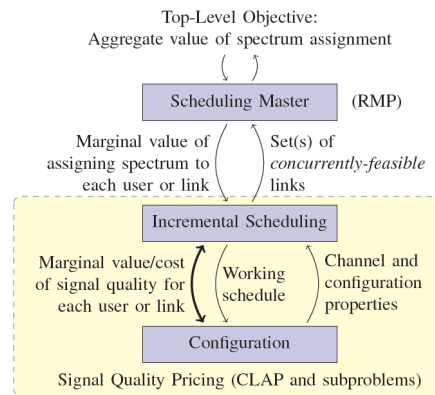 Top-Level Objective:
Aggregate value of spectrum assignment
Scheduling Master
(RMP)
Marginal value of
assigning spectrum to
each user or link
Set(s) of
concurrently-feasible
links
Incremental Scheduling
Marginal value/cost
of signal quality for
each user or link
Working
schedule
Channel and
configuration
properties
Configuration
Signal Quality Pricing (CLAP and subproblems)